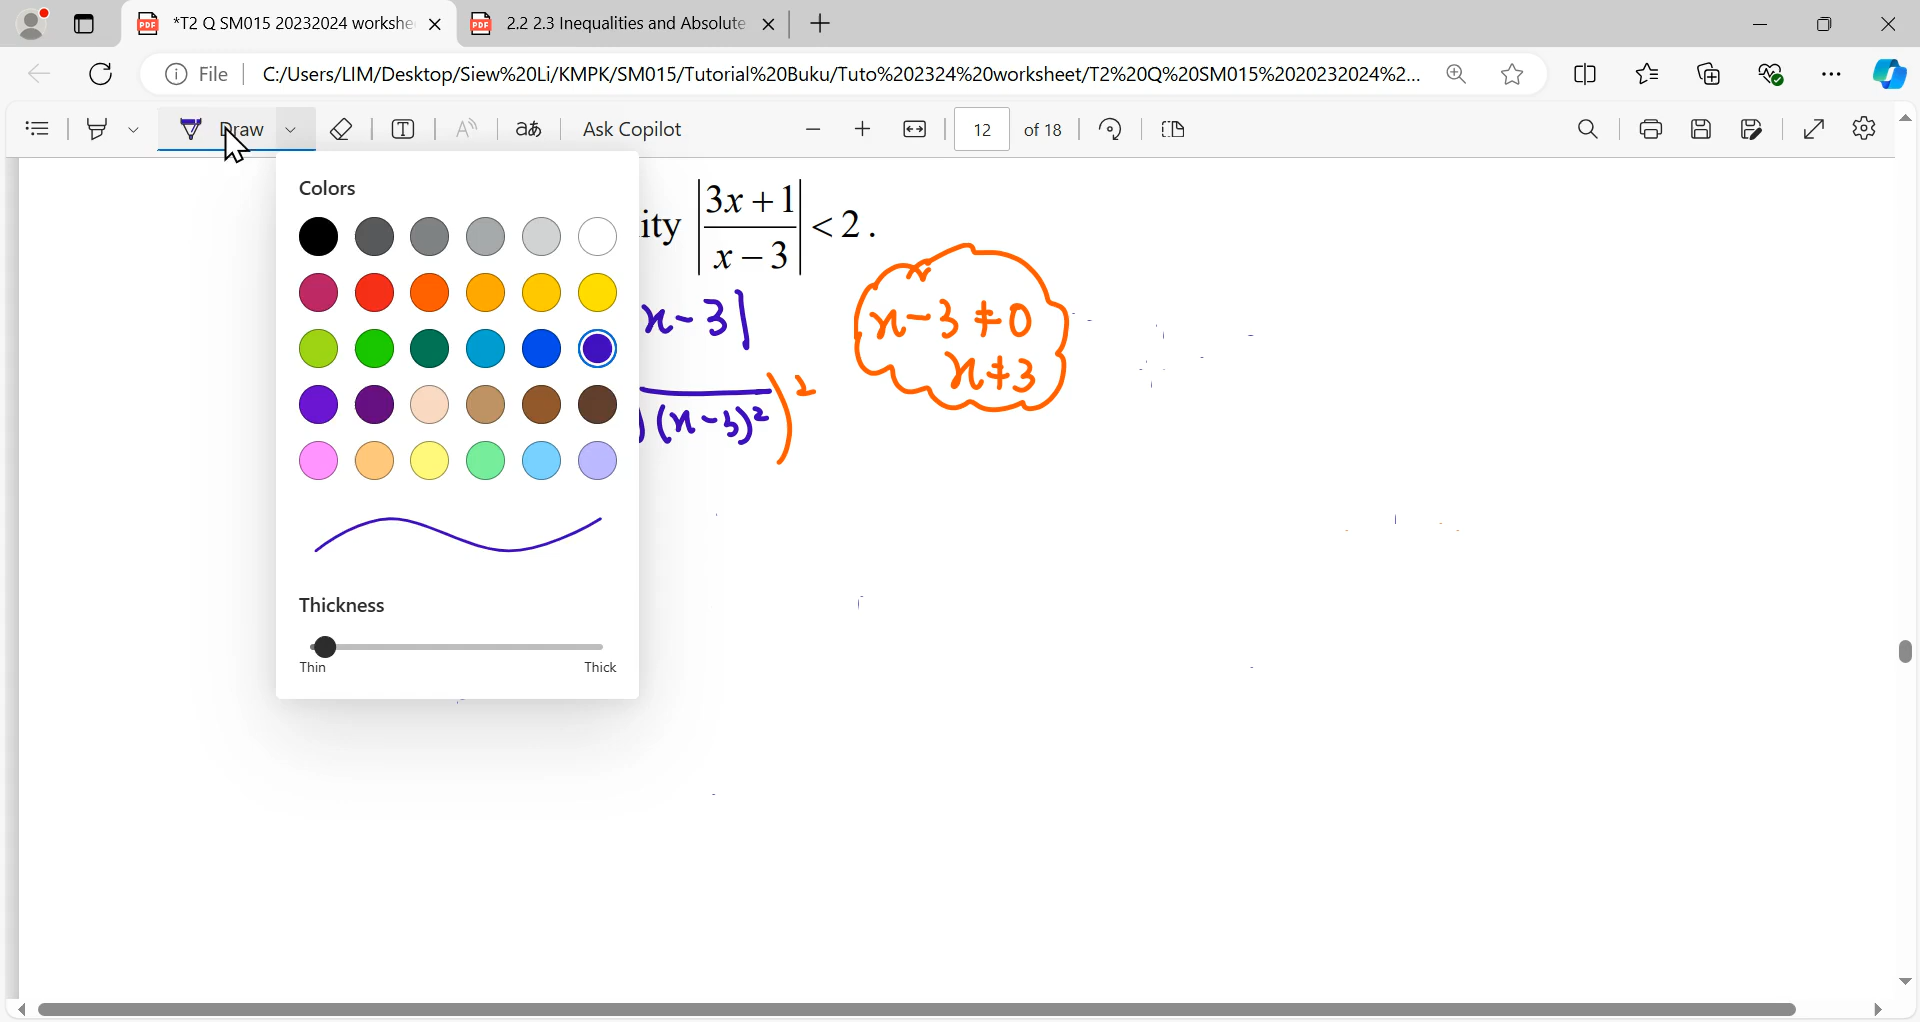 *T2 Q SM015 20232024 workshe
2.2 2.3 Inequalities and Absolute
File
C:/Users/LIM/Desktop/Siew%20Li/KMPK/SM015/Tutorial%20Buku/Tuto%202324%20worksheet/T2%20Q%20SM015%2020232024%2...
Draw
aあ
Ask Copilot
12 of 18
Colors
Thickness
Thin
Thick
ity |3x + 1 / x − 3| < 2 .
x-3|
x-3≠0
x≠3
(x-3)²)²